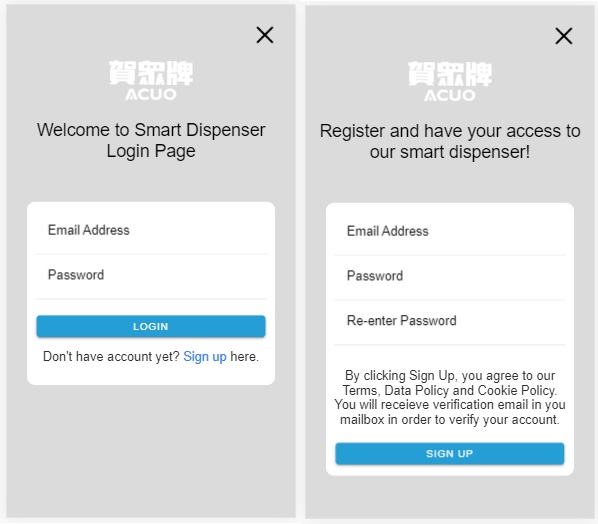 賀眾牌
ACUO
Welcome to Smart Dispenser
Login Page
Email Address
Password
LOGIN
Don't have account yet? Sign up here.
賀眾牌
ACUO
Register and have your access to
our smart dispenser!
Email Address
Password
Re-enter Password
By clicking Sign Up, you agree to our
Terms, Data Policy and Cookie Policy.
You will receieve verification email in you
mailbox in order to verify your account.
SIGN UP